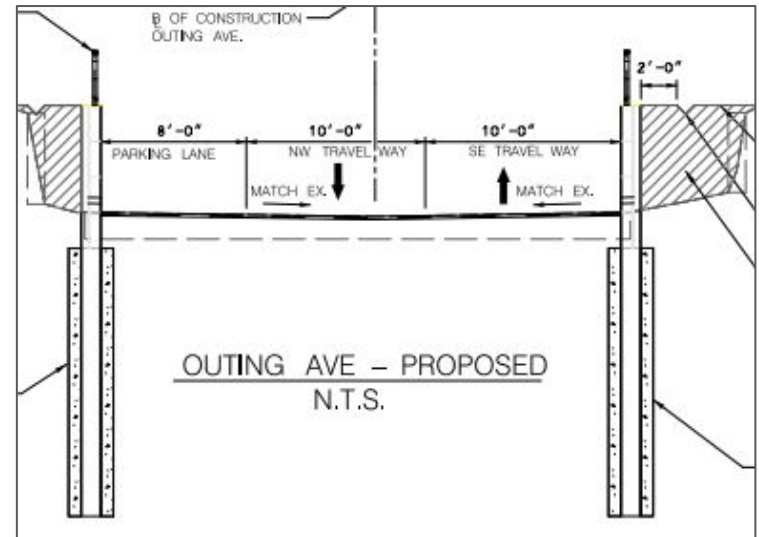 ℄ OF CONSTRUCTION
OUTING AVE.
2'-0"
8'-0"
10'-0"
10'-0"
PARKING LANE
NW TRAVEL WAY
SE TRAVEL WAY
MATCH EX.
MATCH EX.
OUTING AVE - PROPOSED
N.T.S.